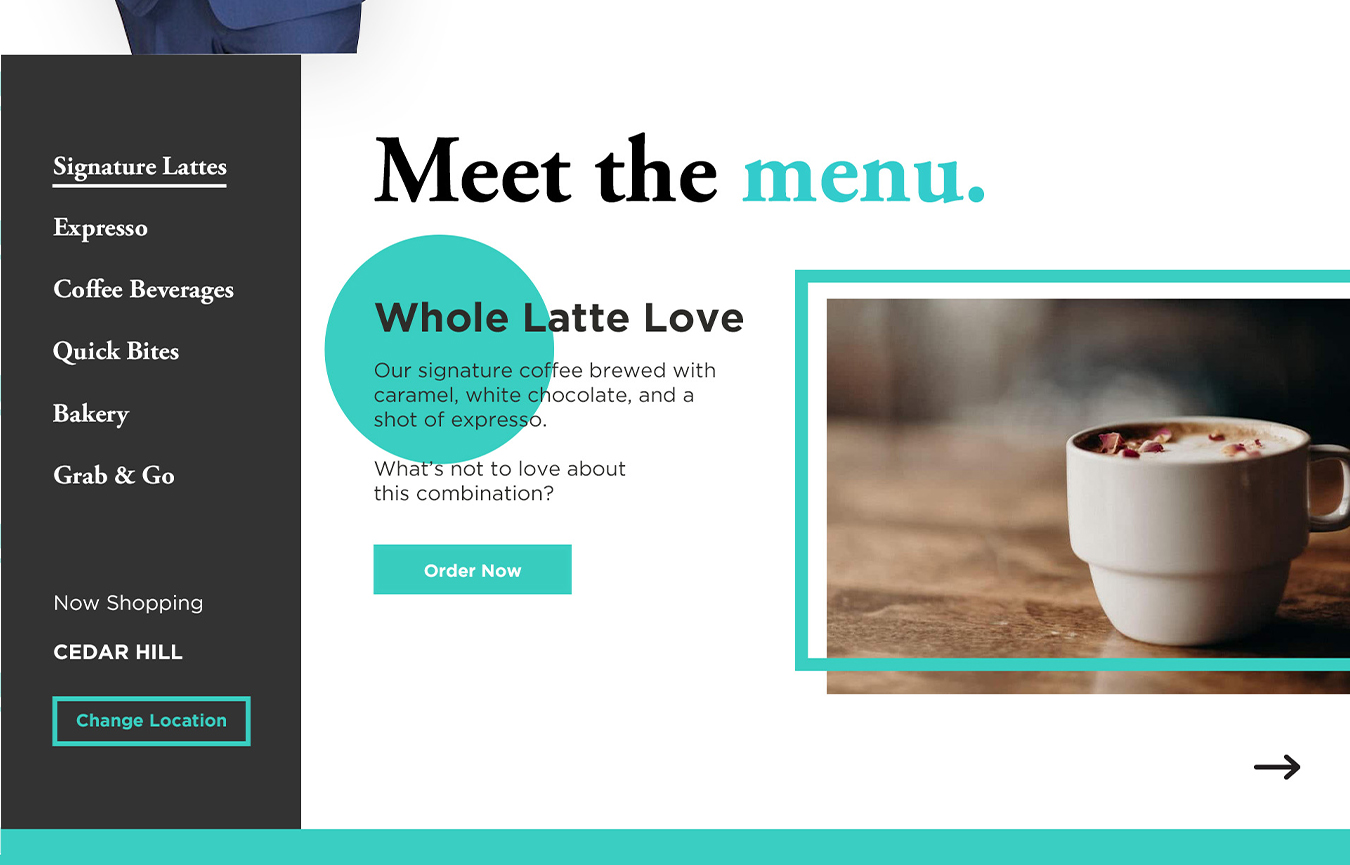 Signature Lattes
Expresso
Coffee Beverages
Quick Bites
Bakery
Grab & Go
Now Shopping
CEDAR HILL
Change Location
Meet the menu.
Whole Latte Love
Our signature coffee brewed with
caramel, white chocolate, and a
shot of expresso.
What’s not to love about
this combination?
Order Now